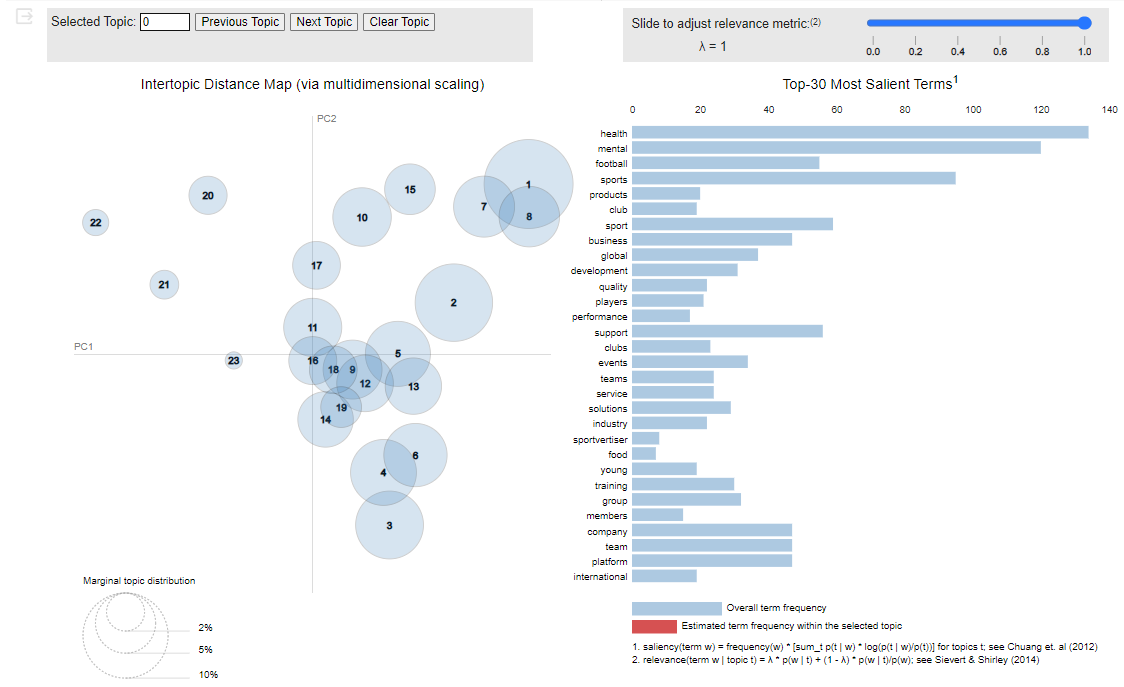 Selected Topic: 0 Previous Topic Next Topic Clear Topic
Slide to adjust relevance metric:(2)
λ = 1
0.0 0.2 0.4 0.6 0.8 1.0
Intertopic Distance Map (via multidimensional scaling)
PC2
PC1
1
2
3
4
5
6
7
8
9
10
11
12
13
14
15
16
17
18
19
20
21
22
23
Marginal topic distribution
2%
5%
10%
Top-30 Most Salient Terms1
0 20 40 60 80 100 120 140
health
mental
football
sports
products
club
sport
business
global
development
quality
players
performance
support
clubs
events
teams
service
solutions
industry
sportvertiser
food
young
training
group
members
company
team
platform
international
Overall term frequency
Estimated term frequency within the selected topic
1. saliency(term w) = frequency(w) * [sum_t p(t | w) * log(p(t | w)/p(t))] for topics t; see Chuang et. al (2012)
2. relevance(term w | topic t) = λ * p(w | t) + (1 - λ) * p(w | t)/p(w); see Sievert & Shirley (2014)